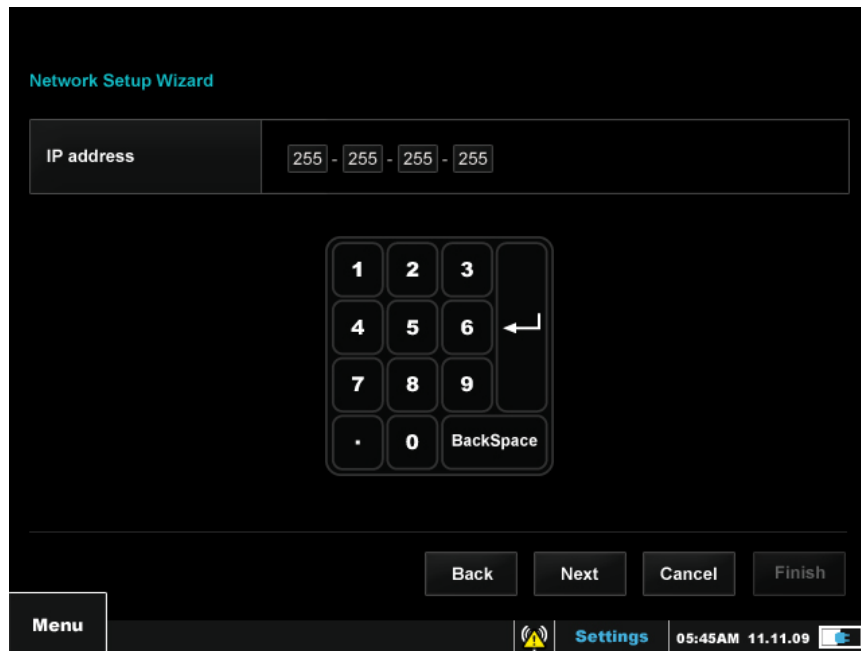 Network Setup Wizard
IP address 255 - 255 - 255 - 255
1 2 3
4 5 6
7 8 9
. 0 BackSpace
Back Next Cancel Finish
Menu Settings 05:45AM 11.11.09